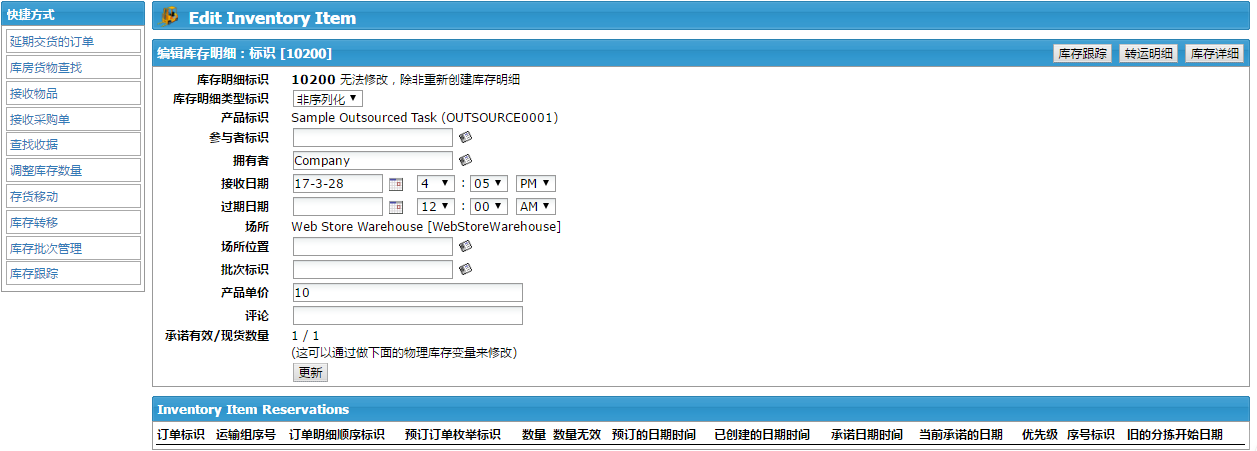 快捷方式
延期交货的订单
库房货物查找
接收物品
接收采购单
查找收据
调整库存数量
存货移动
库存转移
库存批次管理
库存跟踪
Edit Inventory Item
编辑库存明细：标识 [10200] 库存跟踪 转运明细 库存详细
库存明细标识 10200 无法修改，除非重新创建库存明细
库存明细类型标识 非序列化
产品标识 Sample Outsourced Task (OUTSOURCE0001)
参与者标识
拥有者 Company
接收日期 17-3-28 4 : 05 PM
过期日期 12 : 00 AM
场所 Web Store Warehouse [WebStoreWarehouse]
场所位置
批次标识
产品单价 10
评论
承诺有效/现货数量 1 / 1
(这可以通过做下面的物理库存变量来修改)
更新
Inventory Item Reservations
订单标识 运输组序号 订单明细顺序标识 预订订单枚举标识 数量 数量无效 预订的日期时间 已创建的日期时间 承诺日期时间 当前承诺的日期 优先级 序号标识 旧的分拣开始日期